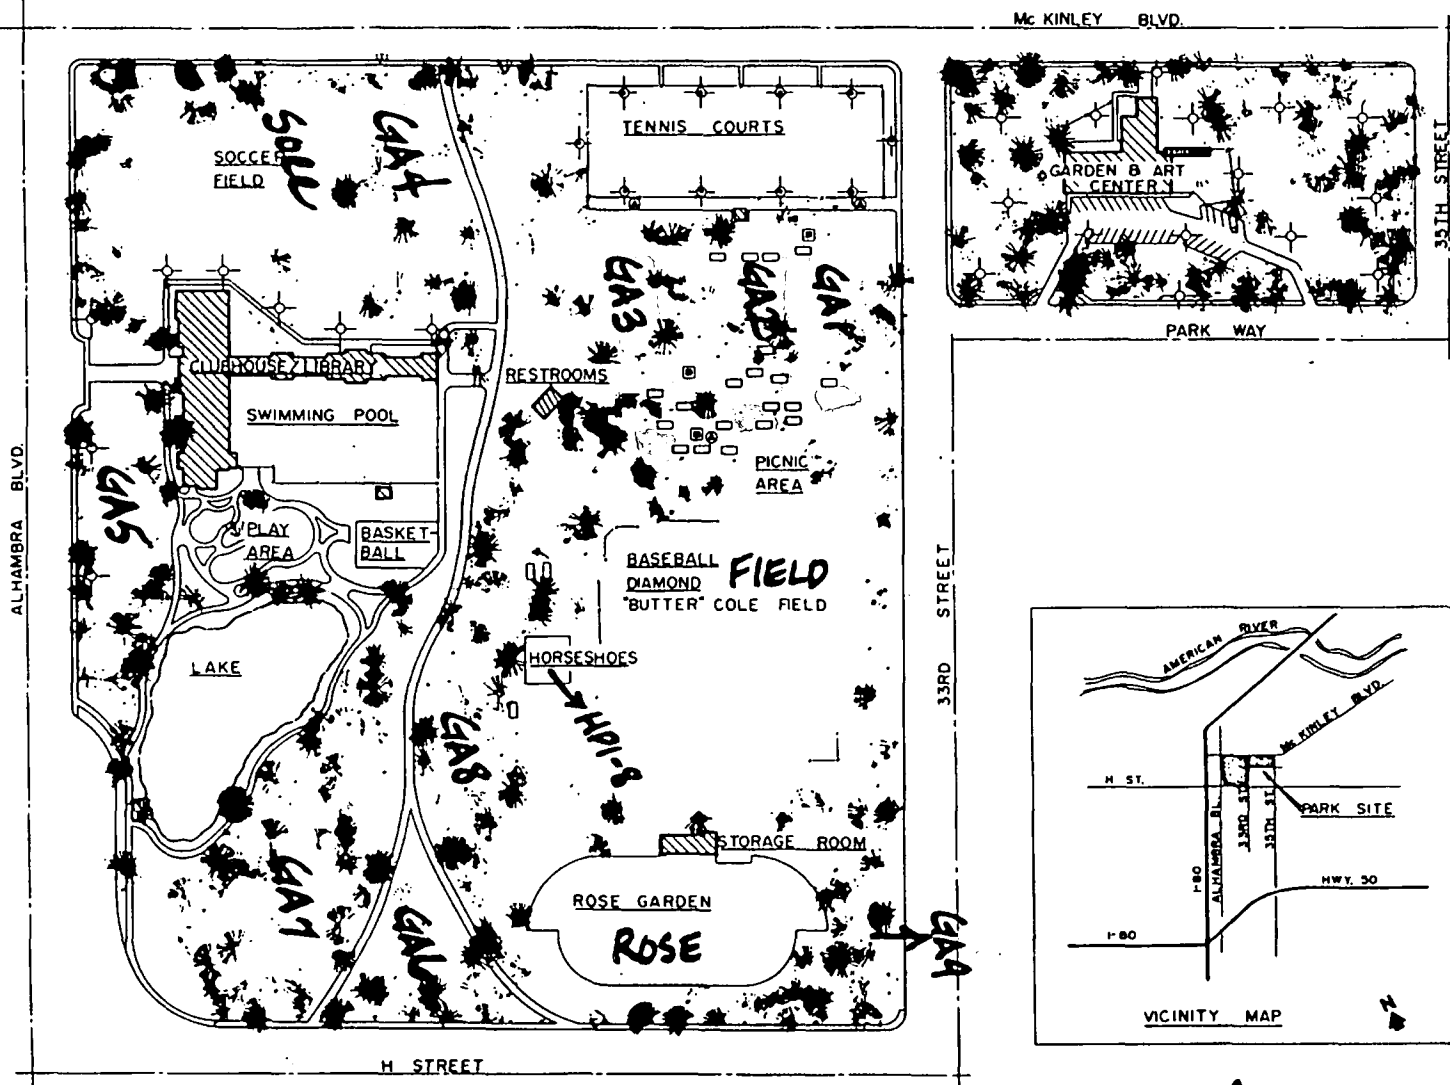 Mc KINLEY BLVD.
TENNIS COURTS
SOCCER
FIELD
SOLL
GA4
GARDEN & ART
CENTER
35TH STREET
GA3
GA2
GA1
PARK WAY
CLUBHOUSE/LIBRARY
RESTROOMS
SWIMMING POOL
ALHAMBRA BLVD.
PICNIC
AREA
GA5
PLAY
AREA
BASKET-
BALL
BASEBALL
DIAMOND
FIELD
"BUTTER" COLE FIELD
33RD STREET
LAKE
HORSESHOES
HP1-8
GA8
STORAGE ROOM
GA7
GA6
ROSE GARDEN
ROSE
GA9
H STREET
AMERICAN RIVER
Mc KINLEY BLVD.
H ST.
PARK SITE
I-80
ALHAMBRA BL.
33RD ST.
35TH ST.
HWY. 50
I-80
VICINITY MAP
N